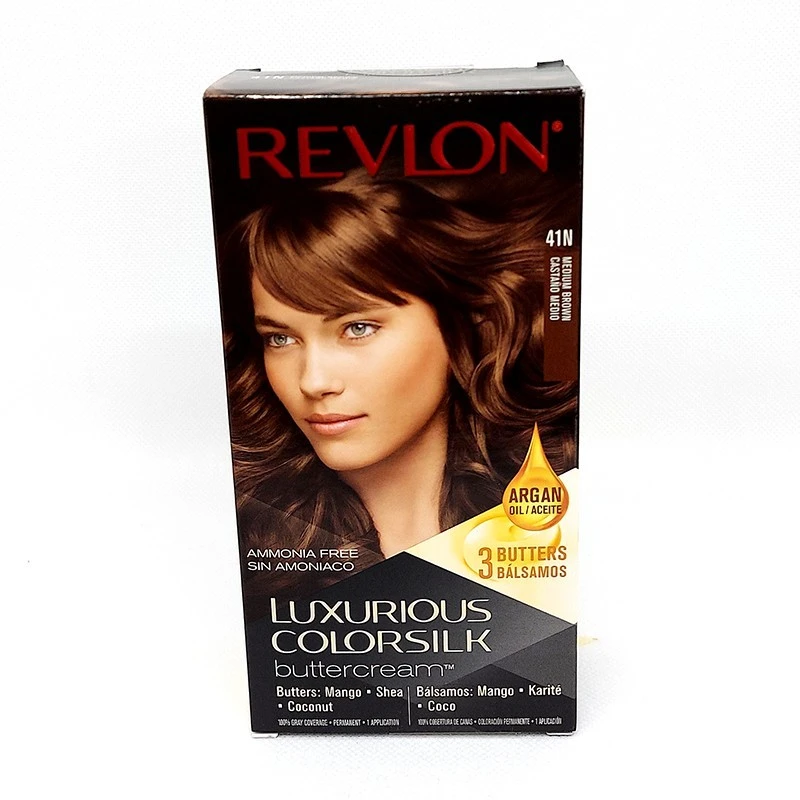 REVLON®
41N
MEDIUM BROWN
CASTAÑO MEDIO
ARGAN
OIL / ACEITE
3 BUTTERS
BÁLSAMOS
AMMONIA FREE
SIN AMONIACO
LUXURIOUS
COLORSILK
buttercream™
Butters: Mango • Shea
• Coconut
Bálsamos: Mango • Karité
• Coco
100% GRAY COVERAGE • PERMANENT • 1 APPLICATION
100% COBERTURA DE CANAS • COLORACIÓN PERMANENTE • 1 APLICACIÓN